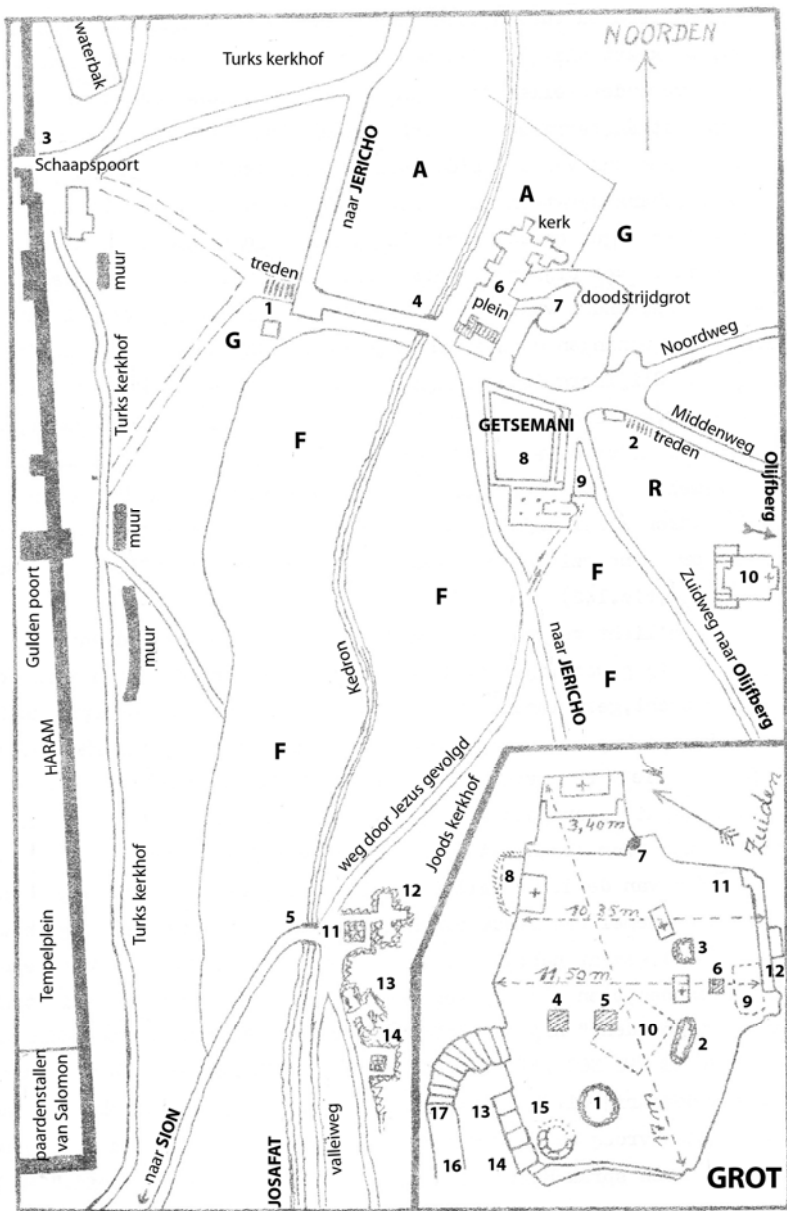 NOORDEN
waterbak
Turks kerkhof
3
Schaapspoort
naar JERICHO
A
A
kerk
G
muur
treden
1
4
6
plein
7
doodstrijdgrot
G
Noordweg
Turks kerkhof
F
GETSEMANI
8
Middenweg
2
treden
9
R
Olijfberg
muur
10
F
Gulden poort
F
Zuidweg naar Olijfberg
muur
Kedron
naar JERICHO
F
HARAM
F
weg door Jezus gevolgd
Joods kerkhof
Tempelplein
Turks kerkhof
12
5
11
13
14
paardenstallen
van Salomon
naar SION
JOSAFAT
valleiweg
N.
Zuiden
3,40m
7
8
11
10,35m
3
11.50m
6
12
9
4
5
10
2
1
17
13
15
16
14
GROT